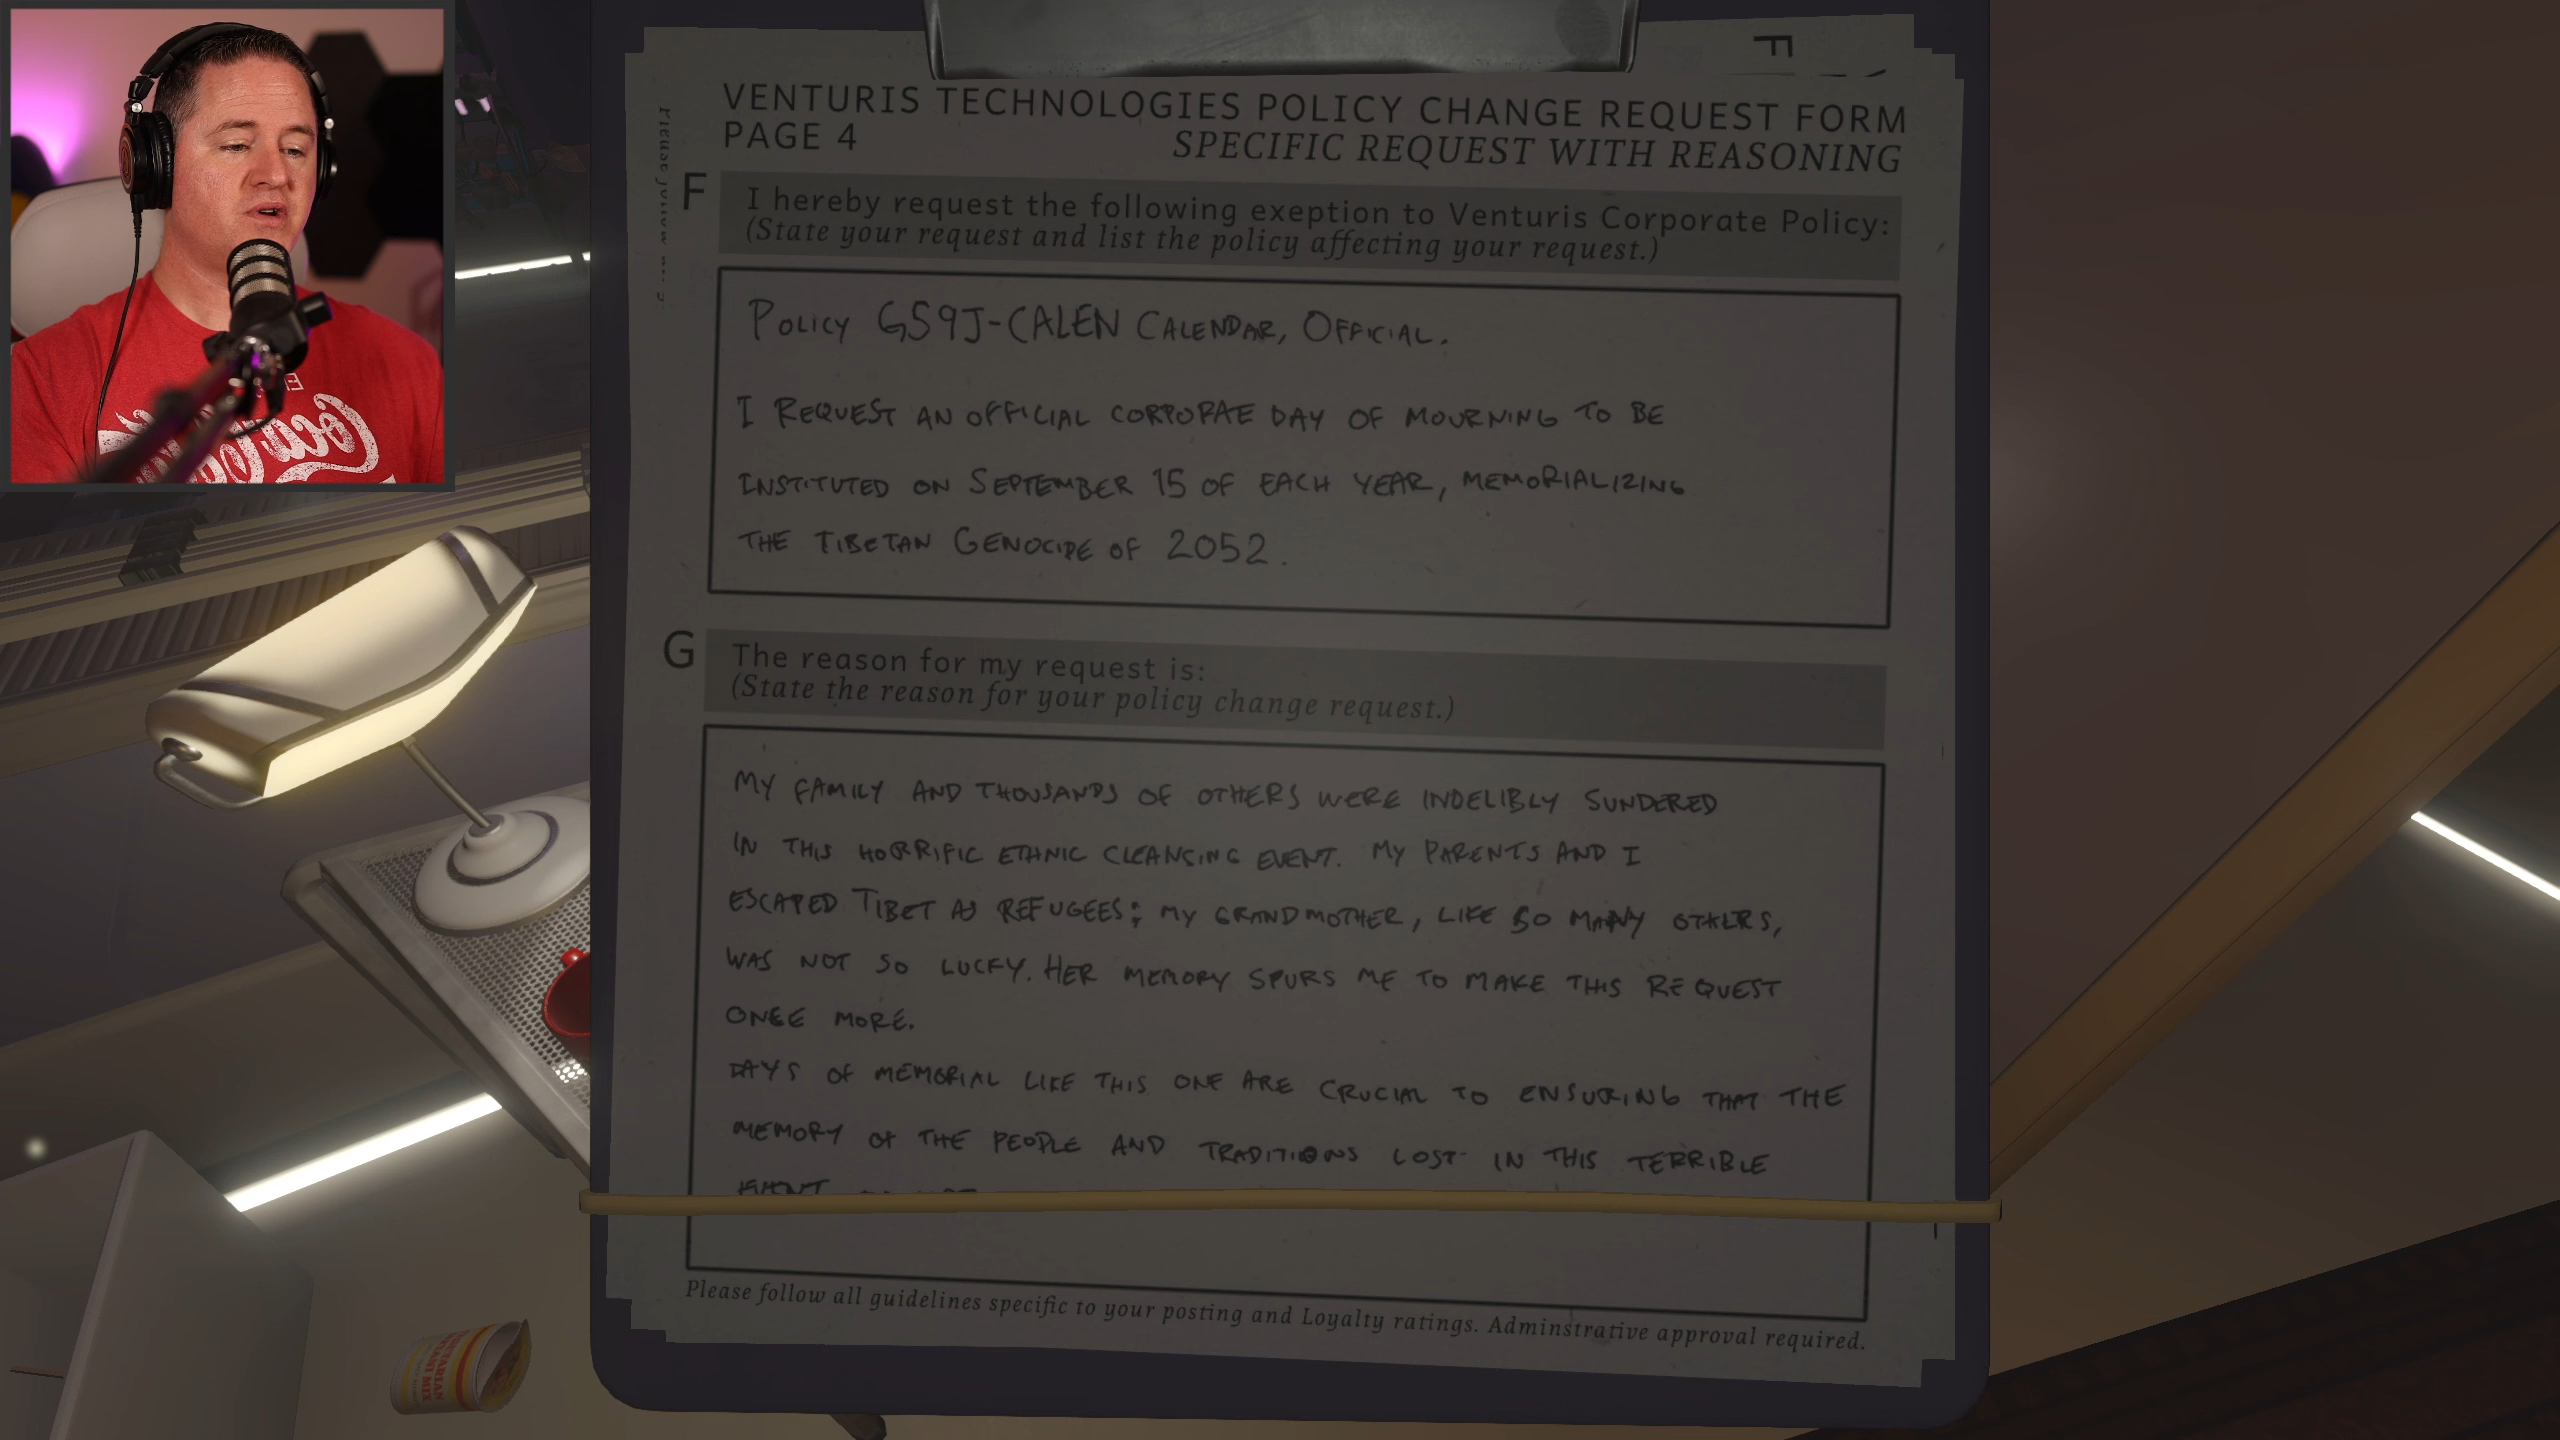 VENTURIS TECHNOLOGIES POLICY CHANGE REQUEST FORM
PAGE 4
SPECIFIC REQUEST WITH REASONING
F
I hereby request the following exeption to Venturis Corporate Policy:
(State your request and list the policy affecting your request.)
POLICY GS9J-CALEN CALENDAR, OFFICIAL.
I REQUEST AN OFFICIAL CORPORATE DAY OF MOURNING TO BE
INSTITUTED ON SEPTEMBER 15 OF EACH YEAR, MEMORIALIZING
THE TIBETAN GENOCIDE OF 2052.
G
The reason for my request is:
(State the reason for your policy change request.)
MY FAMILY AND THOUSANDS OF OTHERS WERE INDELIBLY SUNDERED
IN THIS HORRIFIC ETHNIC CLEANSING EVENT. MY PARENTS AND I
ESCAPED TIBET AS REFUGEES; MY GRANDMOTHER, LIKE SO MANY OTHERS,
WAS NOT SO LUCKY. HER MEMORY SPURS ME TO MAKE THIS REQUEST
ONCE MORE.
DAYS OF MEMORIAL LIKE THIS ONE ARE CRUCIAL TO ENSURING THAT THE
MEMORY OF THE PEOPLE AND TRADITIONS LOST IN THIS TERRIBLE
EVENT
Please follow all guidelines specific to your posting and Loyalty ratings. Adminstrative approval required.
Coca-Cola